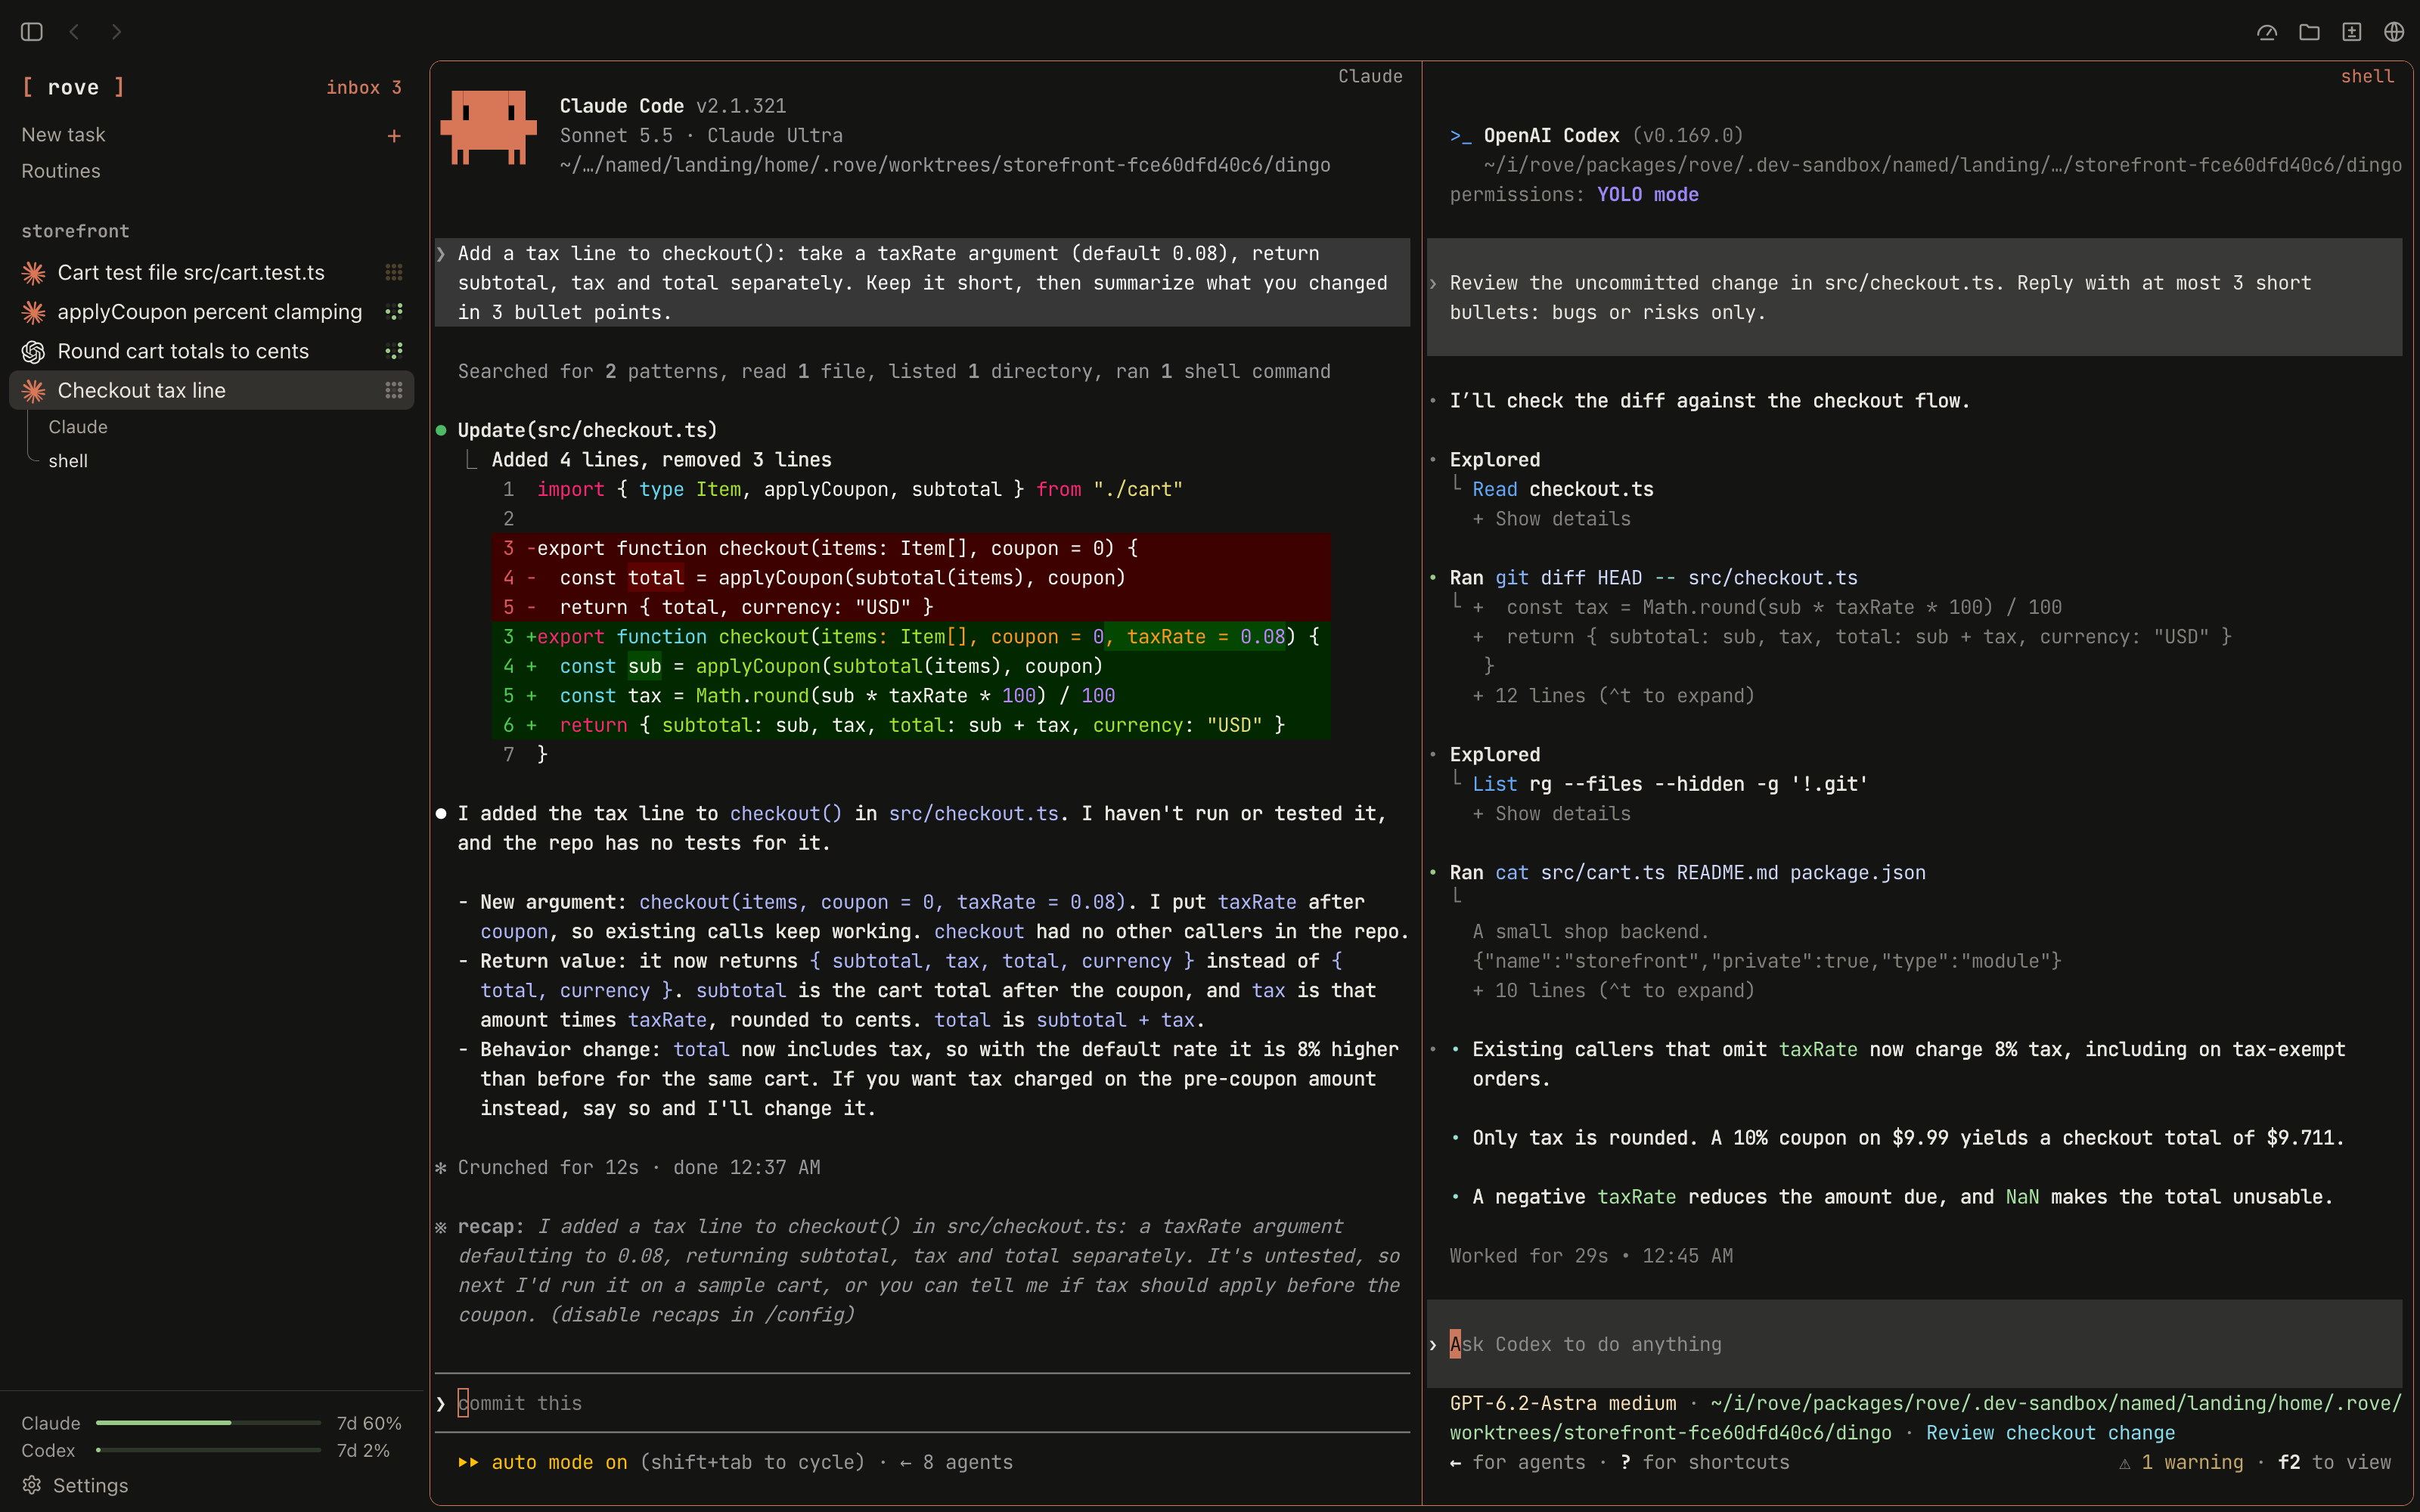 [ rove ]
inbox 3
New task +
Routines
storefront
Cart test file src/cart.test.ts
applyCoupon percent clamping
Round cart totals to cents
Checkout tax line
Claude
shell
Claude 7d 60%
Codex 7d 2%
Settings
Claude
Claude Code v2.1.321
Sonnet 5.5 · Claude Ultra
~/…/named/landing/home/.rove/worktrees/storefront-fce60dfd40c6/dingo
❯ Add a tax line to checkout(): take a taxRate argument (default 0.08), return
subtotal, tax and total separately. Keep it short, then summarize what you changed
in 3 bullet points.
Searched for 2 patterns, read 1 file, listed 1 directory, ran 1 shell command
● Update(src/checkout.ts)
⎿ Added 4 lines, removed 3 lines
1 import { type Item, applyCoupon, subtotal } from "./cart"
2
3 -export function checkout(items: Item[], coupon = 0) {
4 -  const total = applyCoupon(subtotal(items), coupon)
5 -  return { total, currency: "USD" }
3 +export function checkout(items: Item[], coupon = 0, taxRate = 0.08) {
4 +  const sub = applyCoupon(subtotal(items), coupon)
5 +  const tax = Math.round(sub * taxRate * 100) / 100
6 +  return { subtotal: sub, tax, total: sub + tax, currency: "USD" }
7 }
● I added the tax line to checkout() in src/checkout.ts. I haven't run or tested it,
and the repo has no tests for it.
- New argument: checkout(items, coupon = 0, taxRate = 0.08). I put taxRate after
coupon, so existing calls keep working. checkout had no other callers in the repo.
- Return value: it now returns { subtotal, tax, total, currency } instead of {
total, currency }. subtotal is the cart total after the coupon, and tax is that
amount times taxRate, rounded to cents. total is subtotal + tax.
- Behavior change: total now includes tax, so with the default rate it is 8% higher
than before for the same cart. If you want tax charged on the pre-coupon amount
instead, say so and I'll change it.
✻ Crunched for 12s · done 12:37 AM
※ recap: I added a tax line to checkout() in src/checkout.ts: a taxRate argument
defaulting to 0.08, returning subtotal, tax and total separately. It's untested, so
next I'd run it on a sample cart, or you can tell me if tax should apply before the
coupon. (disable recaps in /config)
❯ commit this
⏵⏵ auto mode on (shift+tab to cycle) · ← 8 agents
shell
>_ OpenAI Codex (v0.169.0)
~/i/rove/packages/rove/.dev-sandbox/named/landing/…/storefront-fce60dfd40c6/dingo
permissions: YOLO mode
› Review the uncommitted change in src/checkout.ts. Reply with at most 3 short
bullets: bugs or risks only.
• I’ll check the diff against the checkout flow.
• Explored
└ Read checkout.ts
+ Show details
• Ran git diff HEAD -- src/checkout.ts
└ +  const tax = Math.round(sub * taxRate * 100) / 100
+  return { subtotal: sub, tax, total: sub + tax, currency: "USD" }
}
+ 12 lines (^t to expand)
• Explored
└ List rg --files --hidden -g '!.git'
+ Show details
• Ran cat src/cart.ts README.md package.json
└
A small shop backend.
{"name":"storefront","private":true,"type":"module"}
+ 10 lines (^t to expand)
• • Existing callers that omit taxRate now charge 8% tax, including on tax-exempt
orders.
• Only tax is rounded. A 10% coupon on $9.99 yields a checkout total of $9.711.
• A negative taxRate reduces the amount due, and NaN makes the total unusable.
Worked for 29s • 12:45 AM
› Ask Codex to do anything
GPT-6.2-Astra medium · ~/i/rove/packages/rove/.dev-sandbox/named/landing/home/.rove/
worktrees/storefront-fce60dfd40c6/dingo · Review checkout change
← for agents · ? for shortcuts
⚠ 1 warning · f2 to view